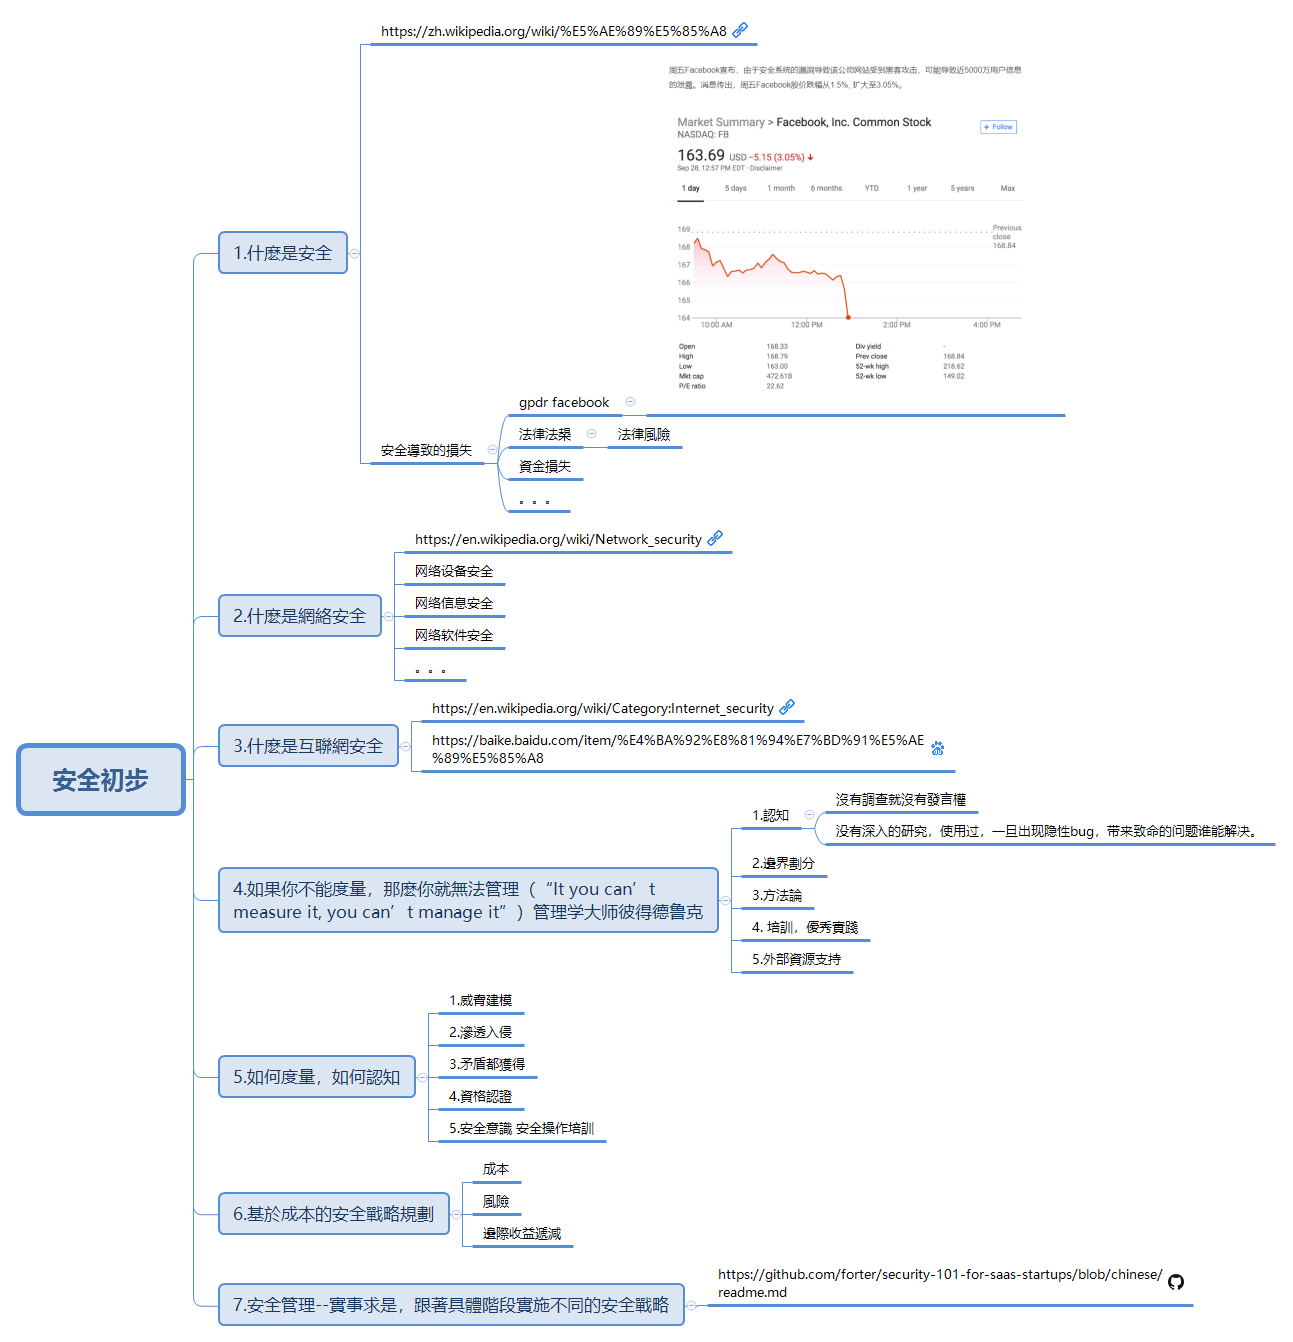 安全初步
1.什麼是安全
https://zh.wikipedia.org/wiki/%E5%AE%89%E5%85%A8
周五Facebook宣布，由于安全系统的漏洞导致该公司网站受到黑客攻击，可能导致近5000万用户信息
的泄露。消息传出，周五Facebook股价跌幅从1.5%, 扩大至3.05%。
Market Summary > Facebook, Inc. Common Stock
NASDAQ: FB
+ Follow
163.69 USD −5.15 (3.05%)
Sep 28, 12:57 PM EDT · Disclaimer
1 day 5 days 1 month 6 months YTD 1 year 5 years Max
169
168
167
166
165
164
Previous
close
168.84
10:00 AM 12:00 PM 2:00 PM 4:00 PM
Open 168.33 Div yield -
High 168.79 Prev close 168.84
Low 163.00 52-wk high 218.62
Mkt cap 472.61B 52-wk low 149.02
P/E ratio 22.62
安全導致的損失
gpdr facebook
法律法槼
法律風險
資金損失
。。。
2.什麼是網絡安全
https://en.wikipedia.org/wiki/Network_security
网络设备安全
网络信息安全
网络软件安全
。。。
3.什麼是互聯網安全
https://en.wikipedia.org/wiki/Category:Internet_security
https://baike.baidu.com/item/%E4%BA%92%E8%81%94%E7%BD%91%E5%AE
%89%E5%85%A8
4.如果你不能度量，那麼你就無法管理（“It you can’t
measure it, you can’t manage it”）管理学大师彼得德鲁克
1.認知
沒有調查就沒有發言權
没有深入的研究，使用过，一旦出现隐性bug，带来致命的问题谁能解决。
2.邊界劃分
3.方法論
4. 培訓，優秀實踐
5.外部資源支持
5.如何度量，如何認知
1.威脅建模
2.滲透入侵
3.矛盾都獲得
4.資格認證
5.安全意識 安全操作培訓
6.基於成本的安全戰略規劃
成本
風險
邊際收益遞減
7.安全管理--實事求是，跟著具體階段實施不同的安全戰略
https://github.com/forter/security-101-for-saas-startups/blob/chinese/
readme.md